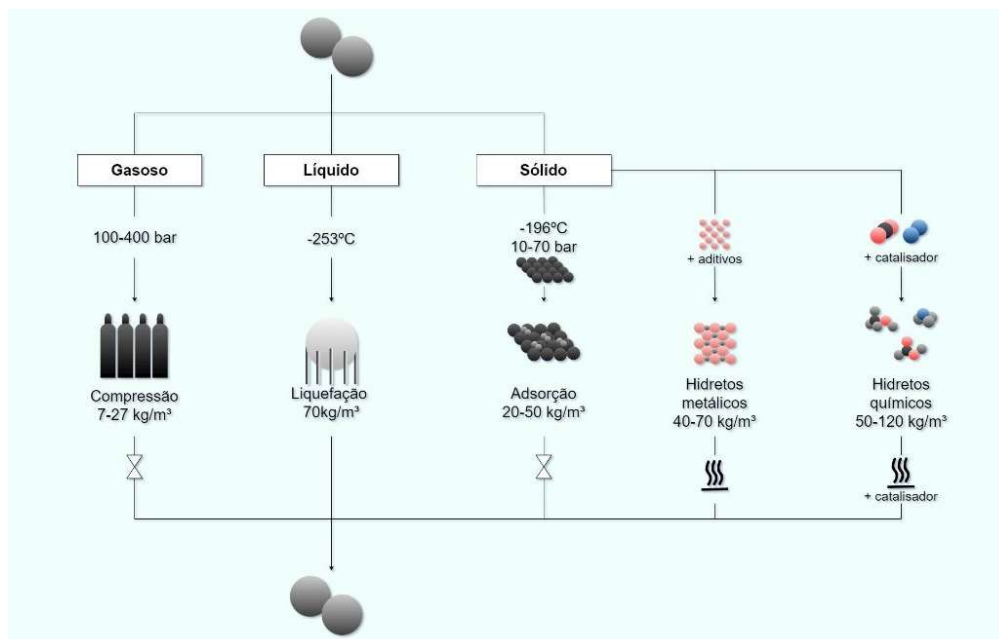 Gasoso
Líquido
Sólido
100-400 bar
-253ºC
-196ºC
10-70 bar
+ aditivos
+ catalisador
Compressão
7-27 kg/m³
Liquefação
70kg/m³
Adsorção
20-50 kg/m³
Hidretos
metálicos
40-70 kg/m³
Hidretos
químicos
50-120 kg/m³
+ catalisador